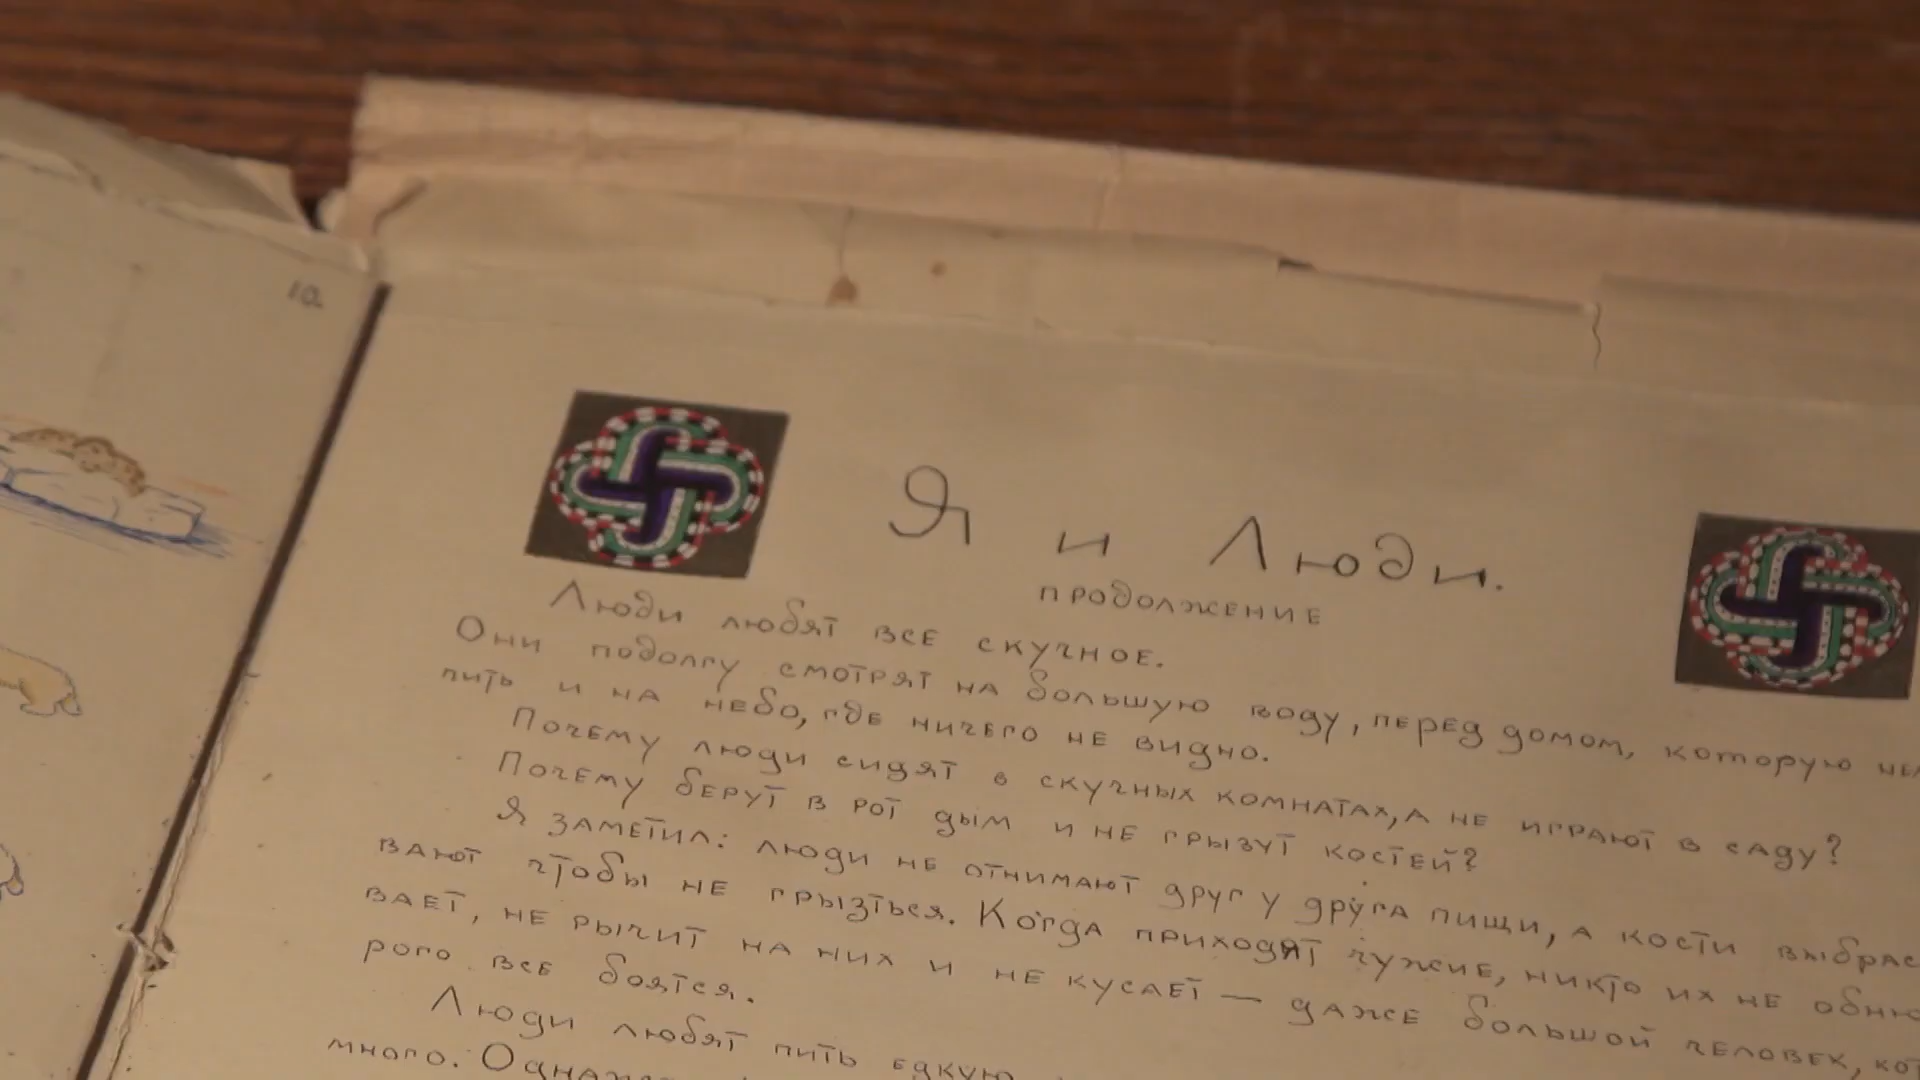 10.
Я и Люди.
продолжение
Люди любят все скучное.
Они подолгу смотрят на большую воду, перед домом, которую
пить и на небо, где ничего не видно.
Почему люди сидят в скучных комнатах, а не играют в саду?
Почему берут в рот дым и не грызут костей?
Я заметил: люди не отнимают друг у друга пищи, а кости выбрас
вают чтобы не грызться. Когда приходят чужие, никто их не обню
вает, не рычит на них и не кусает — даже большой человек, кот
рого все боятся.
Люди любят пить едкую
много.